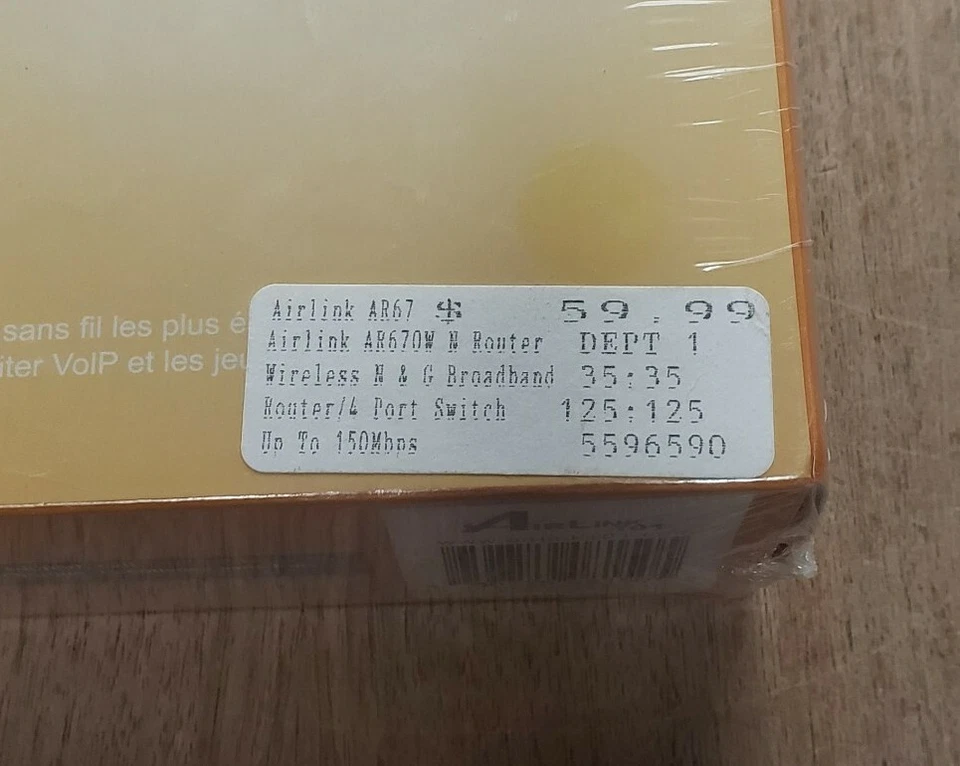 sans fil les plus é
iter VoIP et les jeu
Airlink AR67 $ 59.99
Airlink AR670W N Router DEPT 1
Wireless N & G Broadband 35:35
Router/4 Port Switch 125:125
Up To 150Mbps 5596590
AirLink